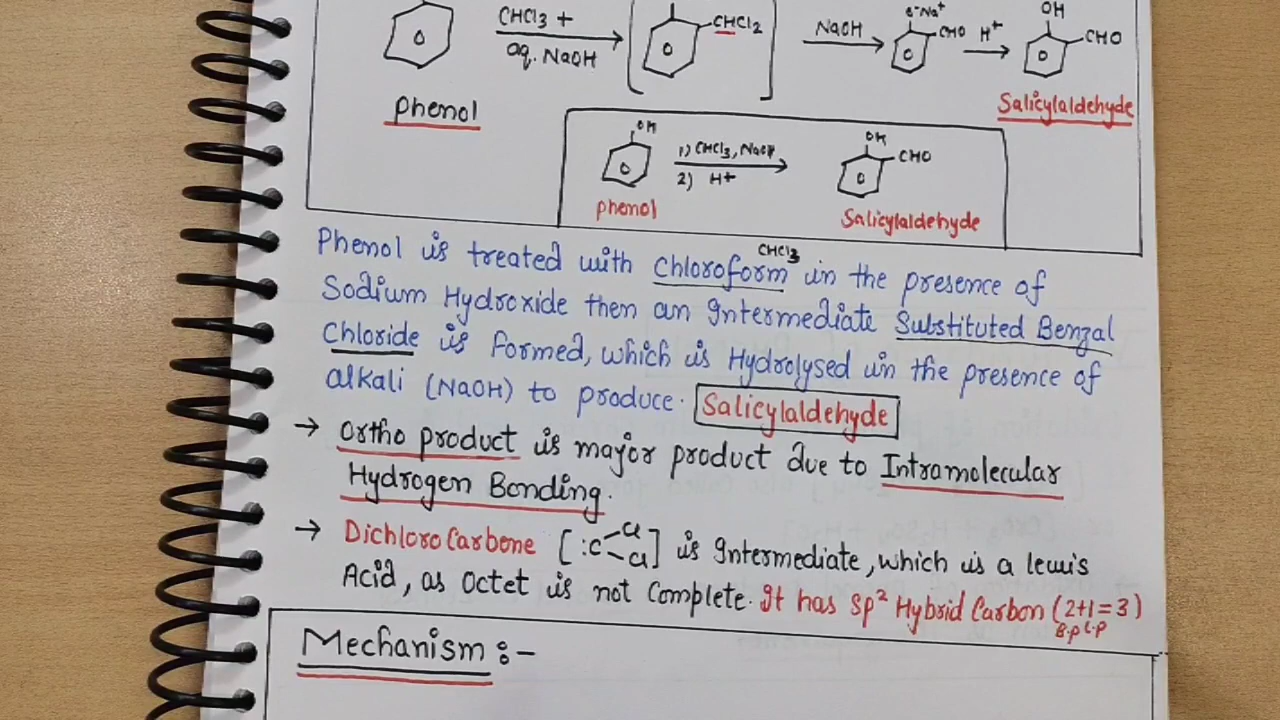 CHCl3 +
aq. NaOH
CHCl2
NaOH
O⁻Na⁺
CHO
H+
OH
CHO
Phenol
Salicylaldehyde
OH
1) CHCl3, NaOH
2) H+
OH
CHO
phenol
Salicylaldehyde
CHCl3
Phenol is treated with Chloroform in the presence of
Sodium Hydroxide then an Intermediate Substituted Benzal
Chloride is formed, which is Hydrolysed in the presence of
alkali (NaOH) to produce. Salicylaldehyde
→ Ortho product is major product due to Intramolecular
Hydrogen Bonding.
→ Dichloro Carbene [:C Cl Cl] is Intermediate, which is a lewis
Acid, as Octet is not Complete. It has Sp² Hybrid Carbon (2+1=3)
B.p L.p
Mechanism :-